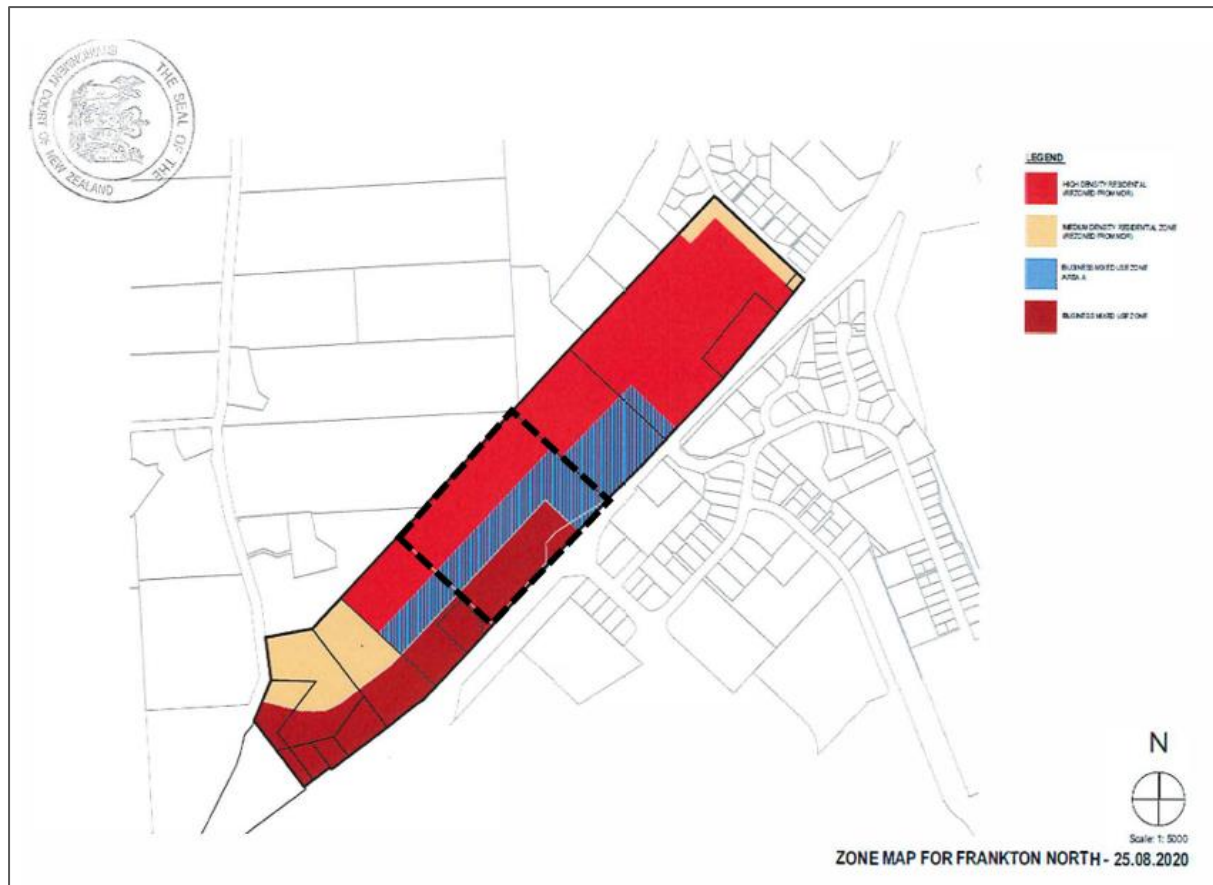 THE SEAL OF THE
ENVIRONMENT COURT OF NEW ZEALAND
LEGEND
HIGH DENSITY RESIDENTIAL
(REZONED FROM MDR)
MEDIUM DENSITY RESIDENTIAL ZONE
(REZONED FROM MDR)
BUSINESS MIXED USE ZONE
AREA A
BUSINESS MIXED USE ZONE
N
Scale: 1: 5000
ZONE MAP FOR FRANKTON NORTH - 25.08.2020